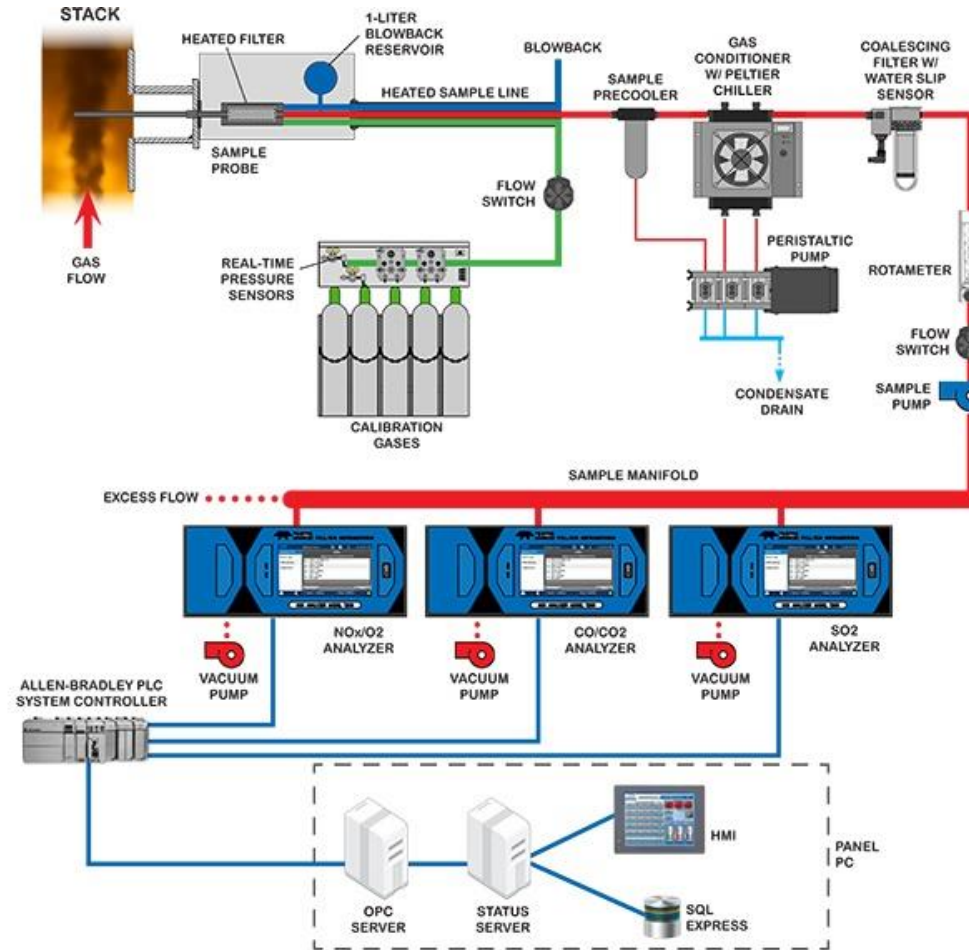 STACK
HEATED FILTER
1-LITER
BLOWBACK
RESERVOIR
BLOWBACK
GAS
CONDITIONER
W/ PELTIER
CHILLER
COALESCING
FILTER W/
WATER SLIP
SENSOR
SAMPLE
PRECOOLER
HEATED SAMPLE LINE
SAMPLE
PROBE
FLOW
SWITCH
GAS
FLOW
REAL-TIME
PRESSURE
SENSORS
PERISTALTIC
PUMP
ROTAMETER
FLOW
SWITCH
CONDENSATE
DRAIN
SAMPLE
PUMP
CALIBRATION
GASES
SAMPLE MANIFOLD
EXCESS FLOW
NOx/O2
ANALYZER
CO/CO2
ANALYZER
SO2
ANALYZER
VACUUM
PUMP
VACUUM
PUMP
VACUUM
PUMP
ALLEN-BRADLEY PLC
SYSTEM CONTROLLER
HMI
PANEL
PC
OPC
SERVER
STATUS
SERVER
SQL
EXPRESS